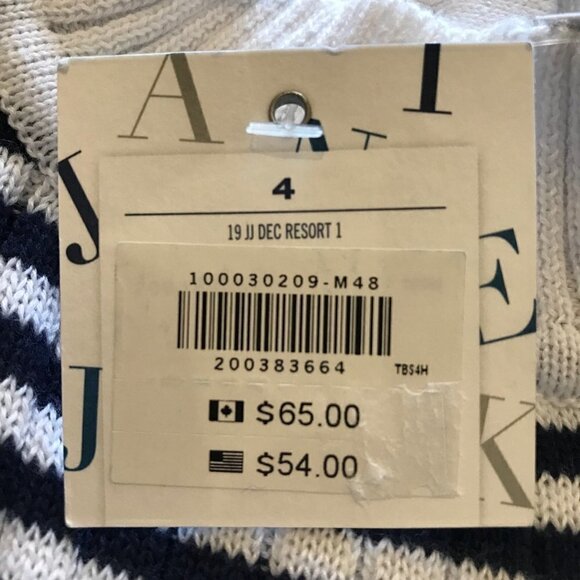 A I
N
J
4
19 JJ DEC RESORT 1
100030209-M48
E
200383664 TBS4H
J
$65.00
$54.00
K